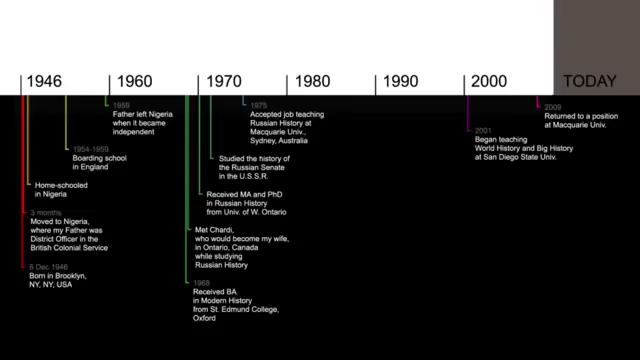 1946 1960 1970 1980 1990 2000 TODAY
1959
Father left Nigeria
when it became
independent
1975
Accepted job teaching
Russian History at
Macquarie Univ.,
Sydney, Australia
2009
Returned to a position
at Macquarie Univ.
2001
Began teaching
World History and Big History
at San Diego State Univ.
1954-1959
Boarding school
in England
Studied the history of
the Russian Senate
in the U.S.S.R.
Home-schooled
in Nigeria
Received MA and PhD
in Russian History
from Univ. of W. Ontario
3 months
Moved to Nigeria,
where my Father was
District Officer in the
British Colonial Service
Met Chardi,
who would become my wife,
in Ontario, Canada
while studying
Russian History
8 Dec 1946
Born in Brooklyn,
NY, NY, USA
1968
Received BA
in Modern History
from St. Edmund College,
Oxford